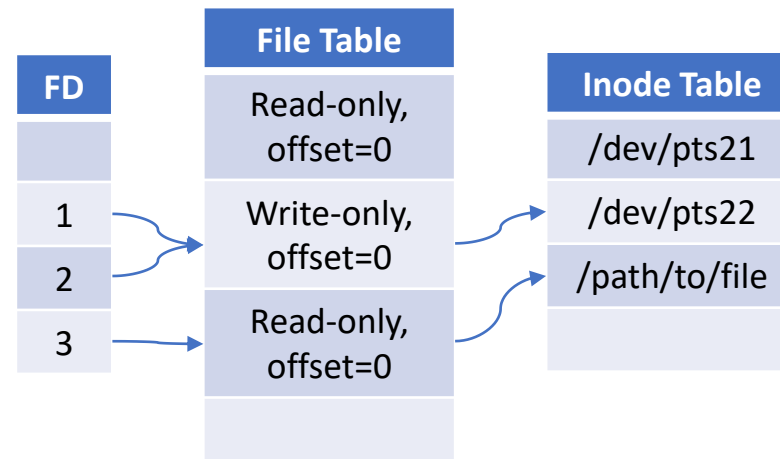 FD
1
2
3
File Table
Read-only,
offset=0
Write-only,
offset=0
Read-only,
offset=0
Inode Table
/dev/pts21
/dev/pts22
/path/to/file